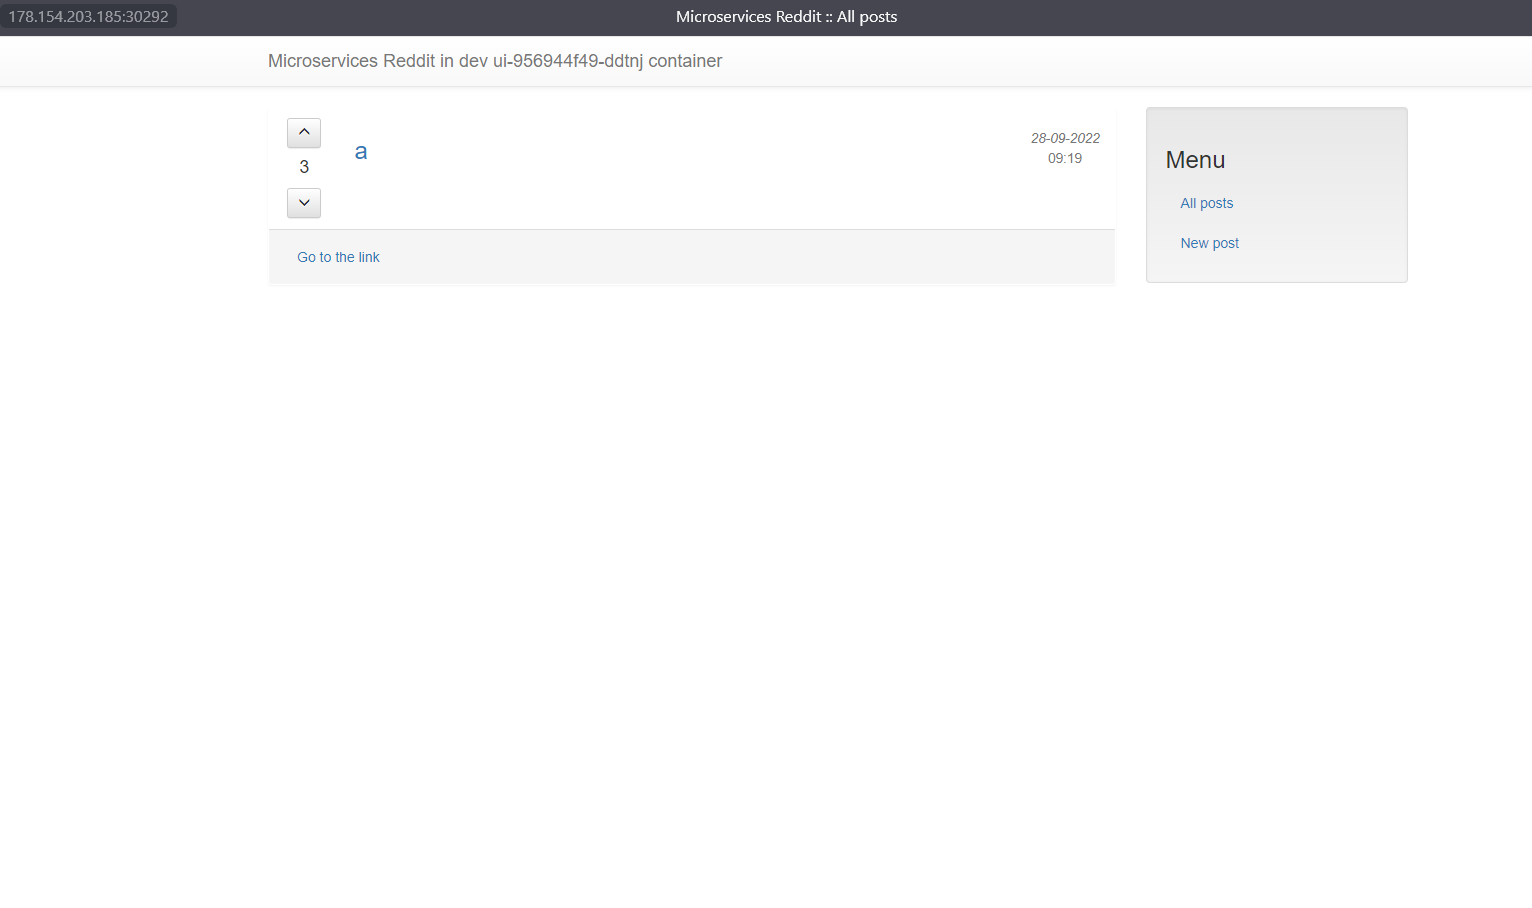 178.154.203.185:30292
Microservices Reddit :: All posts
Microservices Reddit in dev ui-956944f49-ddtnj container
3
a
28-09-2022
09:19
Go to the link
Menu
All posts
New post